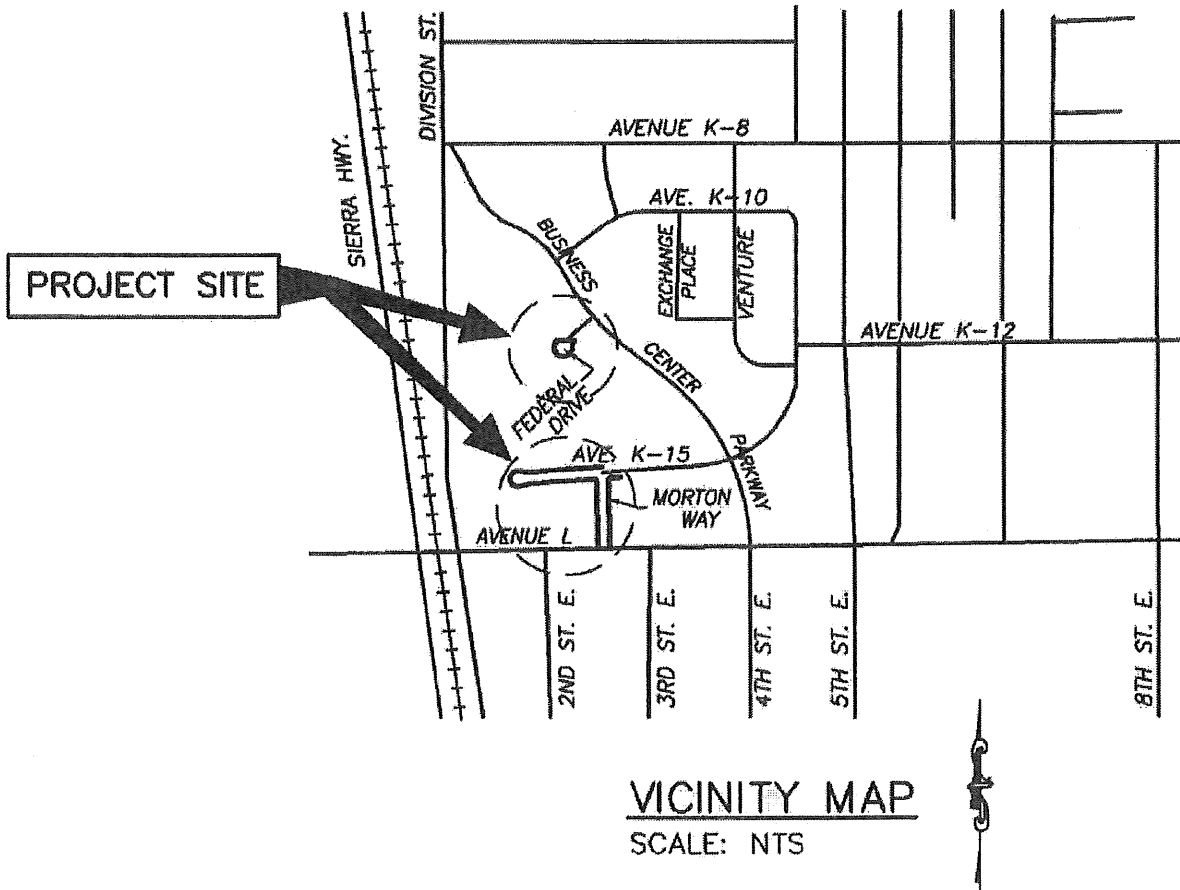 DIVISION ST.
SIERRA HWY.
AVENUE K-8
AVE. K-10
BUSINESS
EXCHANGE
PLACE
VENTURE
PROJECT SITE
AVENUE K-12
CENTER
FEDERAL
DRIVE
PARKWAY
AVE. K-15
MORTON
WAY
AVENUE L
2ND ST. E.
3RD ST. E.
4TH ST. E.
5TH ST. E.
8TH ST. E.
VICINITY MAP
SCALE: NTS